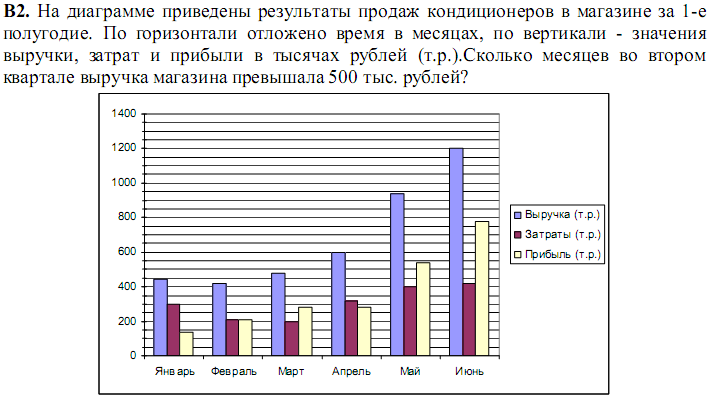 В2. На диаграмме приведены результаты продаж кондиционеров в магазине за 1-е
полугодие. По горизонтали отложено время в месяцах, по вертикали - значения
выручки, затрат и прибыли в тысячах рублей (т.р.).Сколько месяцев во втором
квартале выручка магазина превышала 500 тыс. рублей?
1400
1200
1000
800
600
400
200
0
Январь Февраль Март Апрель Май Июнь
Выручка (т.р.)
Затраты (т.р.)
Прибыль (т.р.)